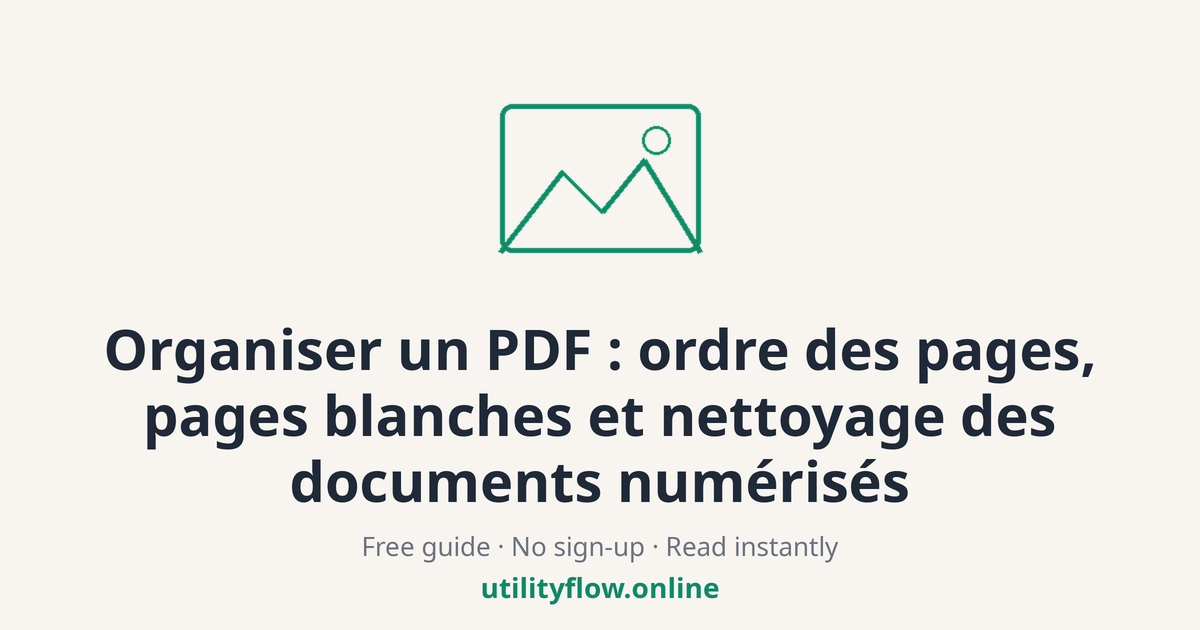 Organiser un PDF : ordre des pages,
pages blanches et nettoyage des
documents numérisés
Free guide · No sign-up · Read instantly
utilityflow.online